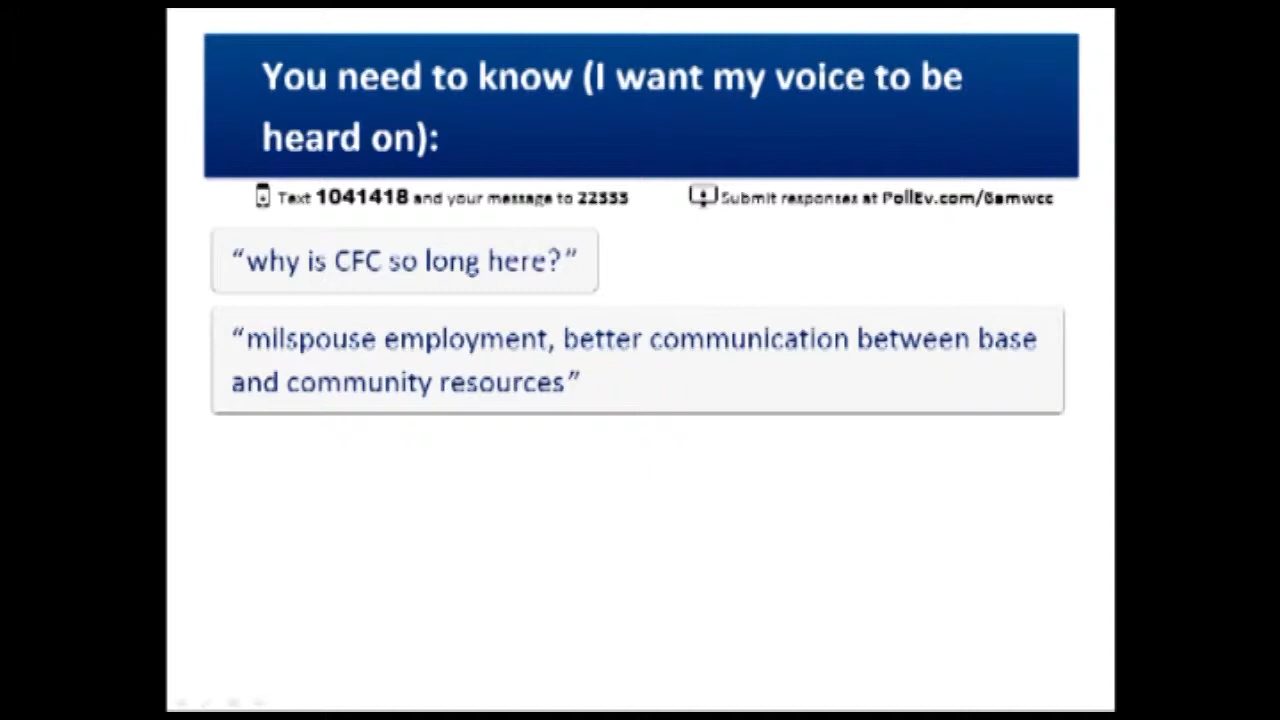 You need to know (I want my voice to be
heard on):
Text 1041418 and your message to 22333
Submit responses at PollEv.com/6amwcc
“why is CFC so long here?”
“milspouse employment, better communication between base
and community resources”